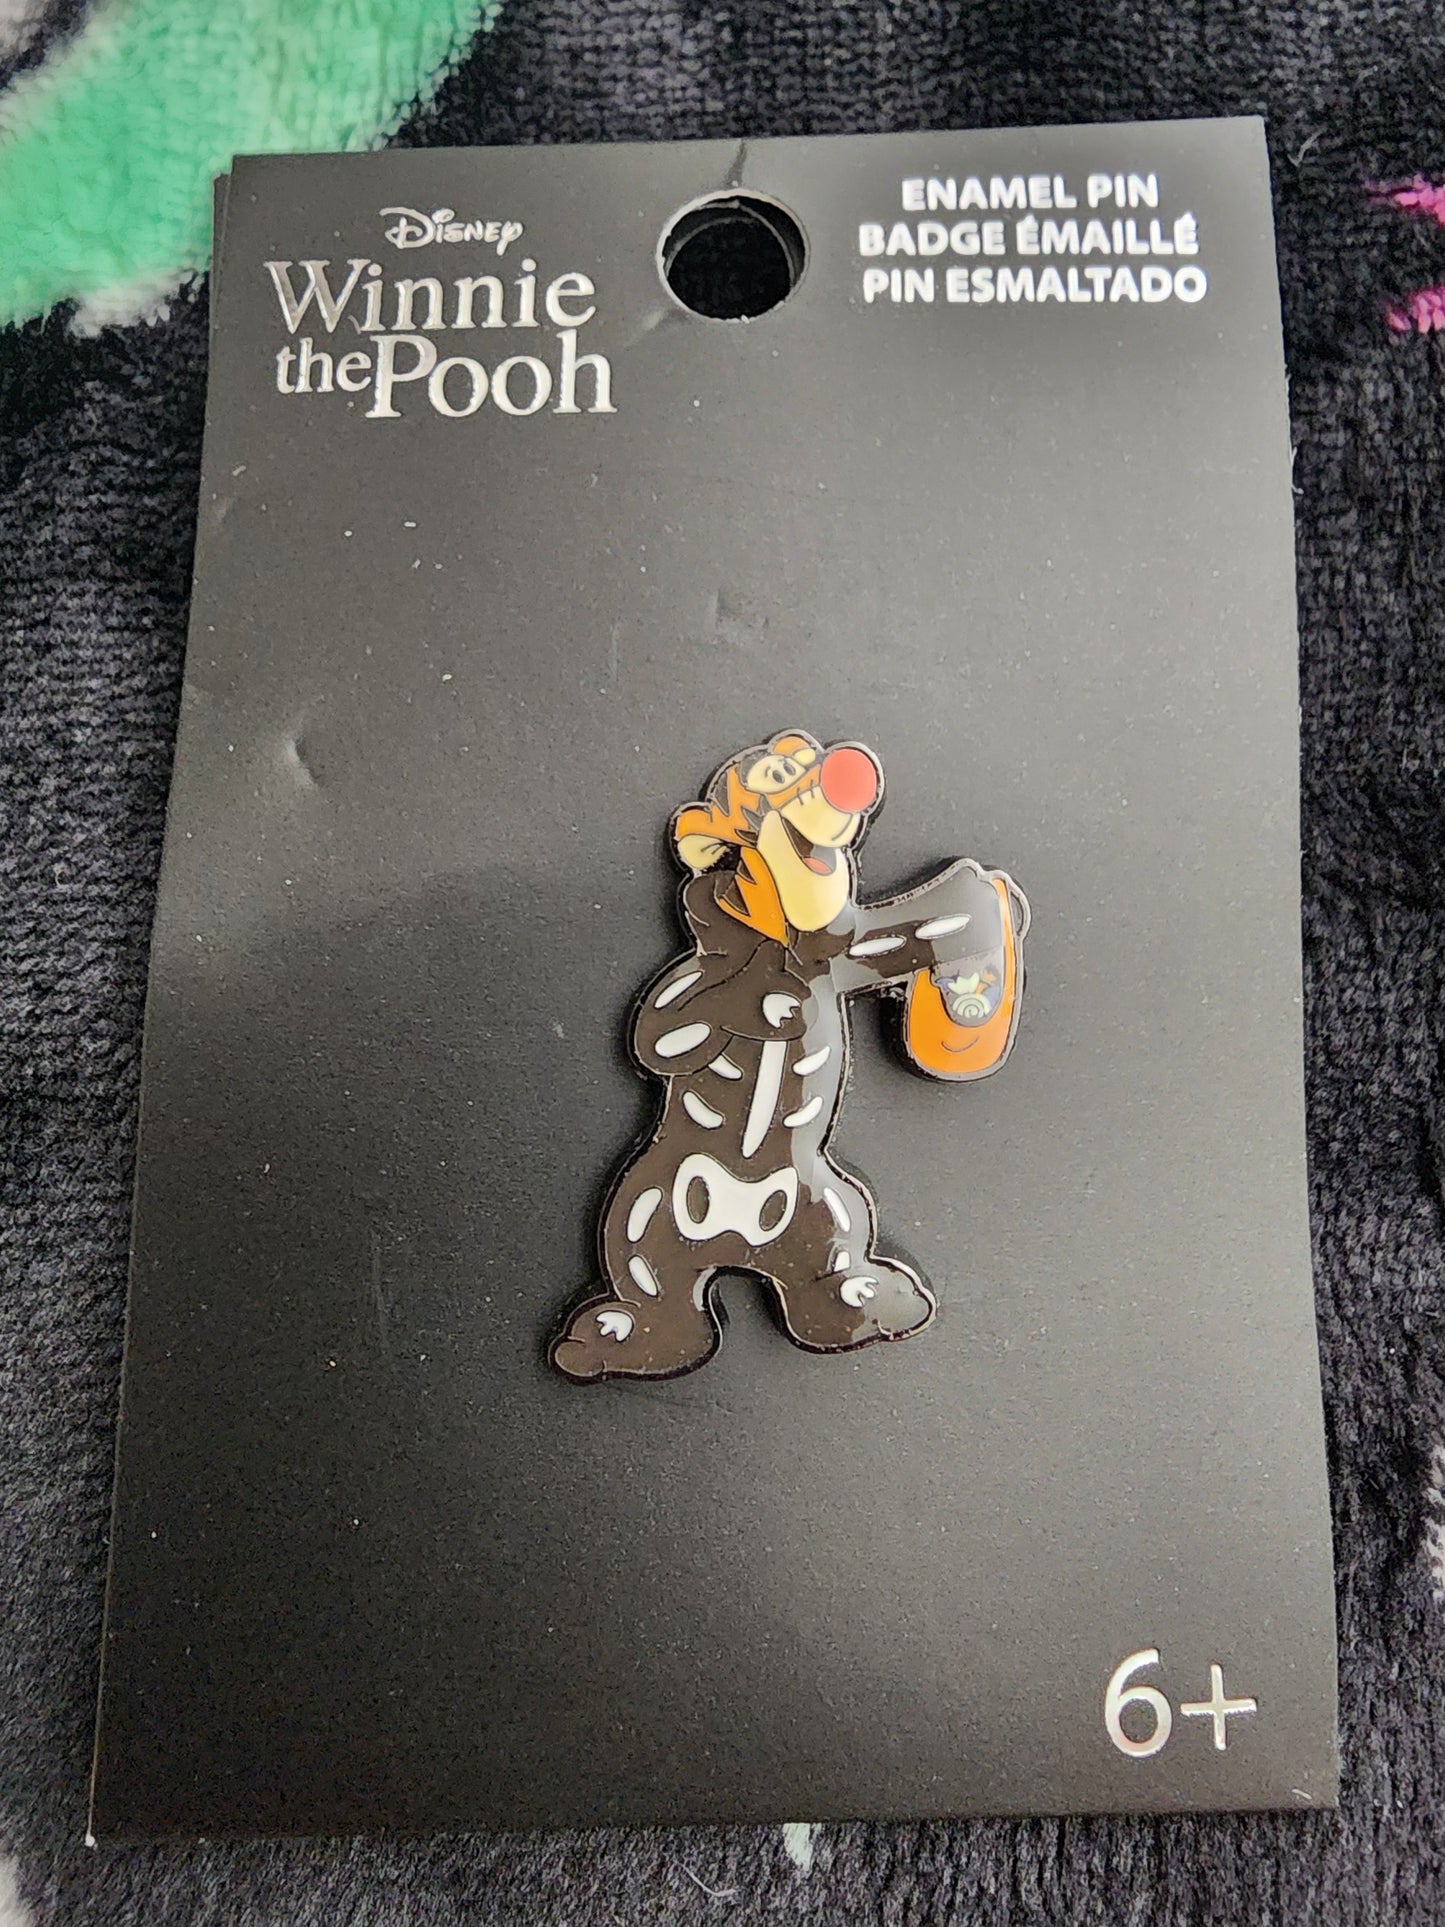 Disney
Winnie
the Pooh
ENAMEL PIN
BADGE ÉMAILLÉ
PIN ESMALTADO
6+